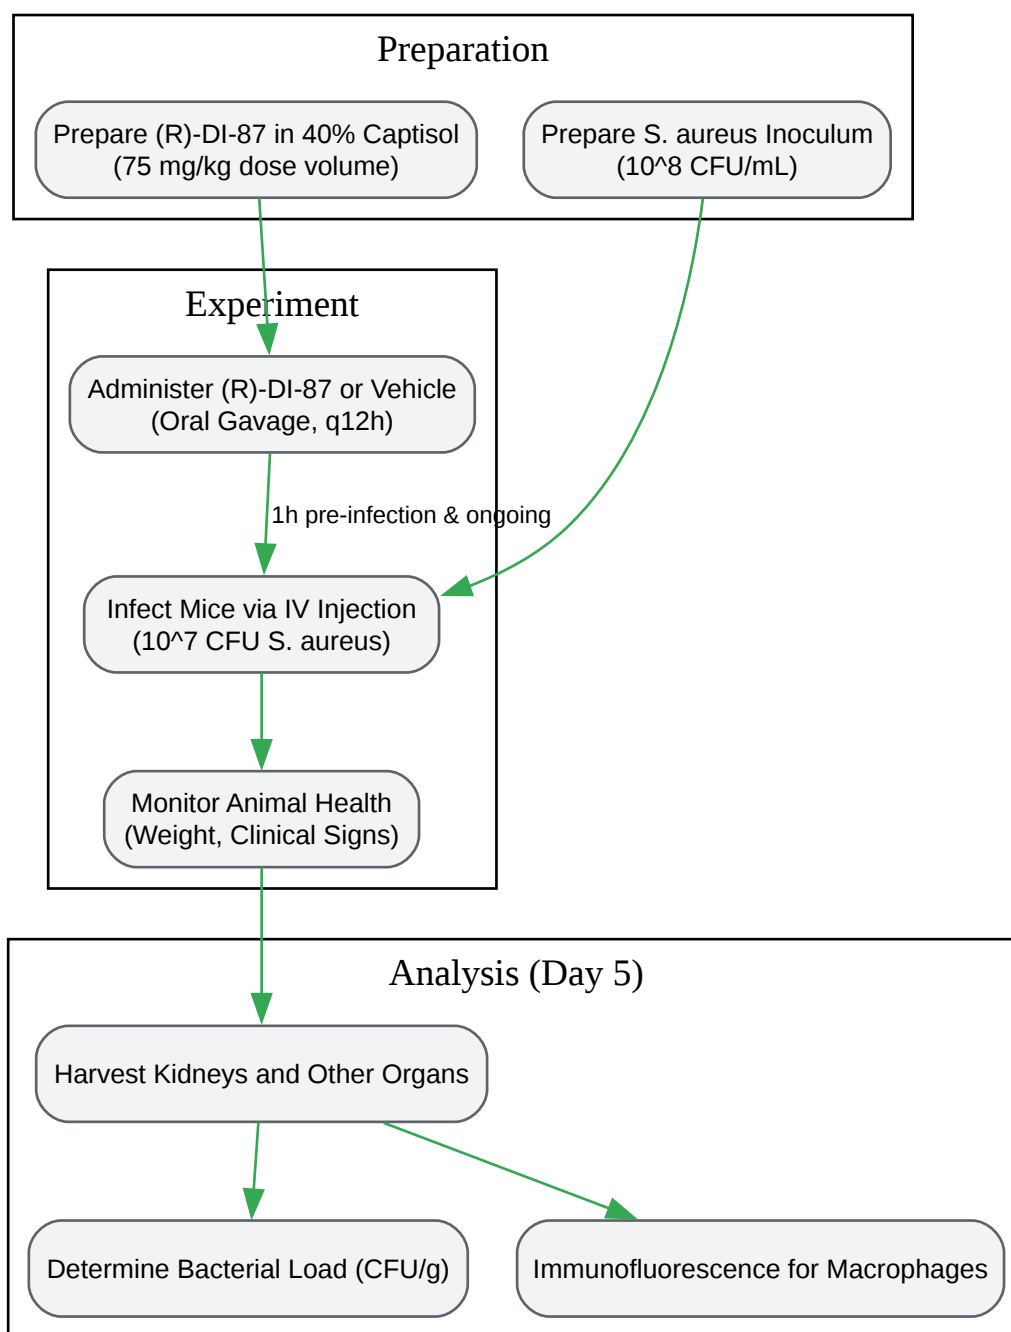 Preparation
Prepare (R)-DI-87 in 40% Captisol
(75 mg/kg dose volume)
Prepare S. aureus Inoculum
(10^8 CFU/mL)
Experiment
Administer (R)-DI-87 or Vehicle
(Oral Gavage, q12h)
1h pre-infection & ongoing
Infect Mice via IV Injection
(10^7 CFU S. aureus)
Monitor Animal Health
(Weight, Clinical Signs)
Analysis (Day 5)
Harvest Kidneys and Other Organs
Determine Bacterial Load (CFU/g)
Immunofluorescence for Macrophages